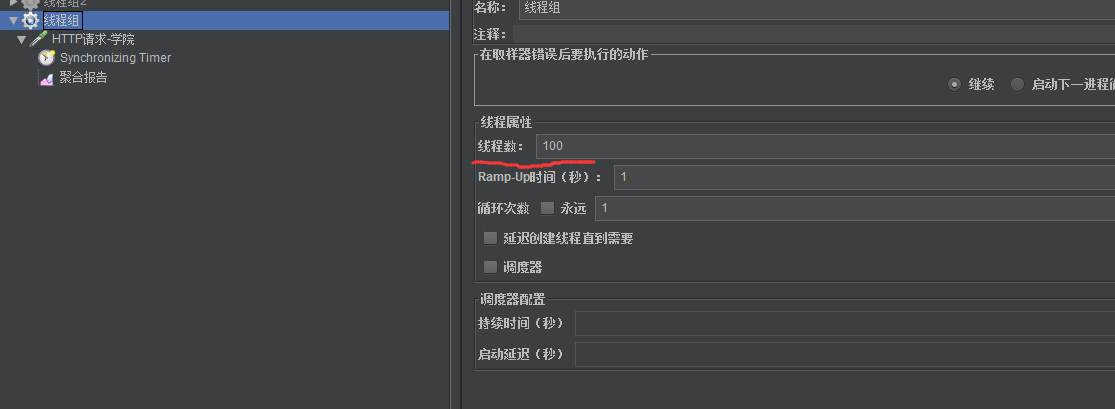 线程组2
线程组
HTTP请求-学院
Synchronizing Timer
聚合报告
名称： 线程组
注释：
在取样器错误后要执行的动作
继续 启动下一进程循
线程属性
线程数： 100
Ramp-Up时间（秒）： 1
循环次数 永远 1
延迟创建线程直到需要
调度器
调度器配置
持续时间（秒）
启动延迟（秒）